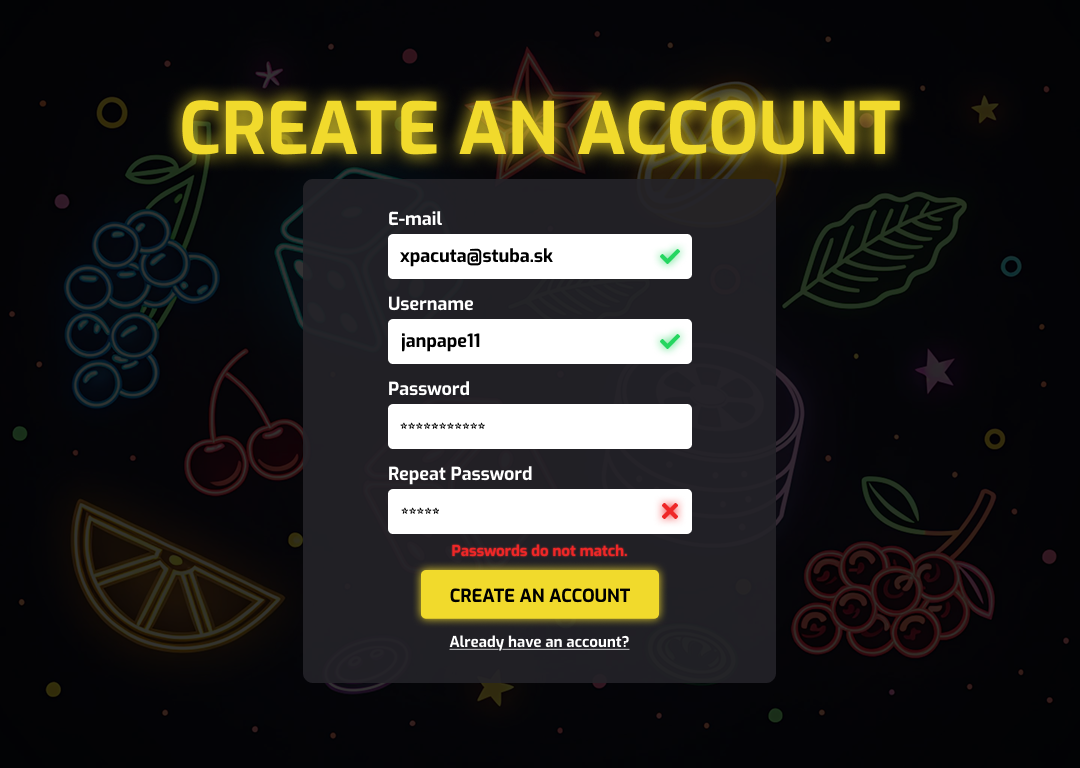 CREATE AN ACCOUNT
E-mail
xpacuta@stuba.sk
Username
janpape11
Password
***********
Repeat Password
*****
Passwords do not match.
CREATE AN ACCOUNT
Already have an account?